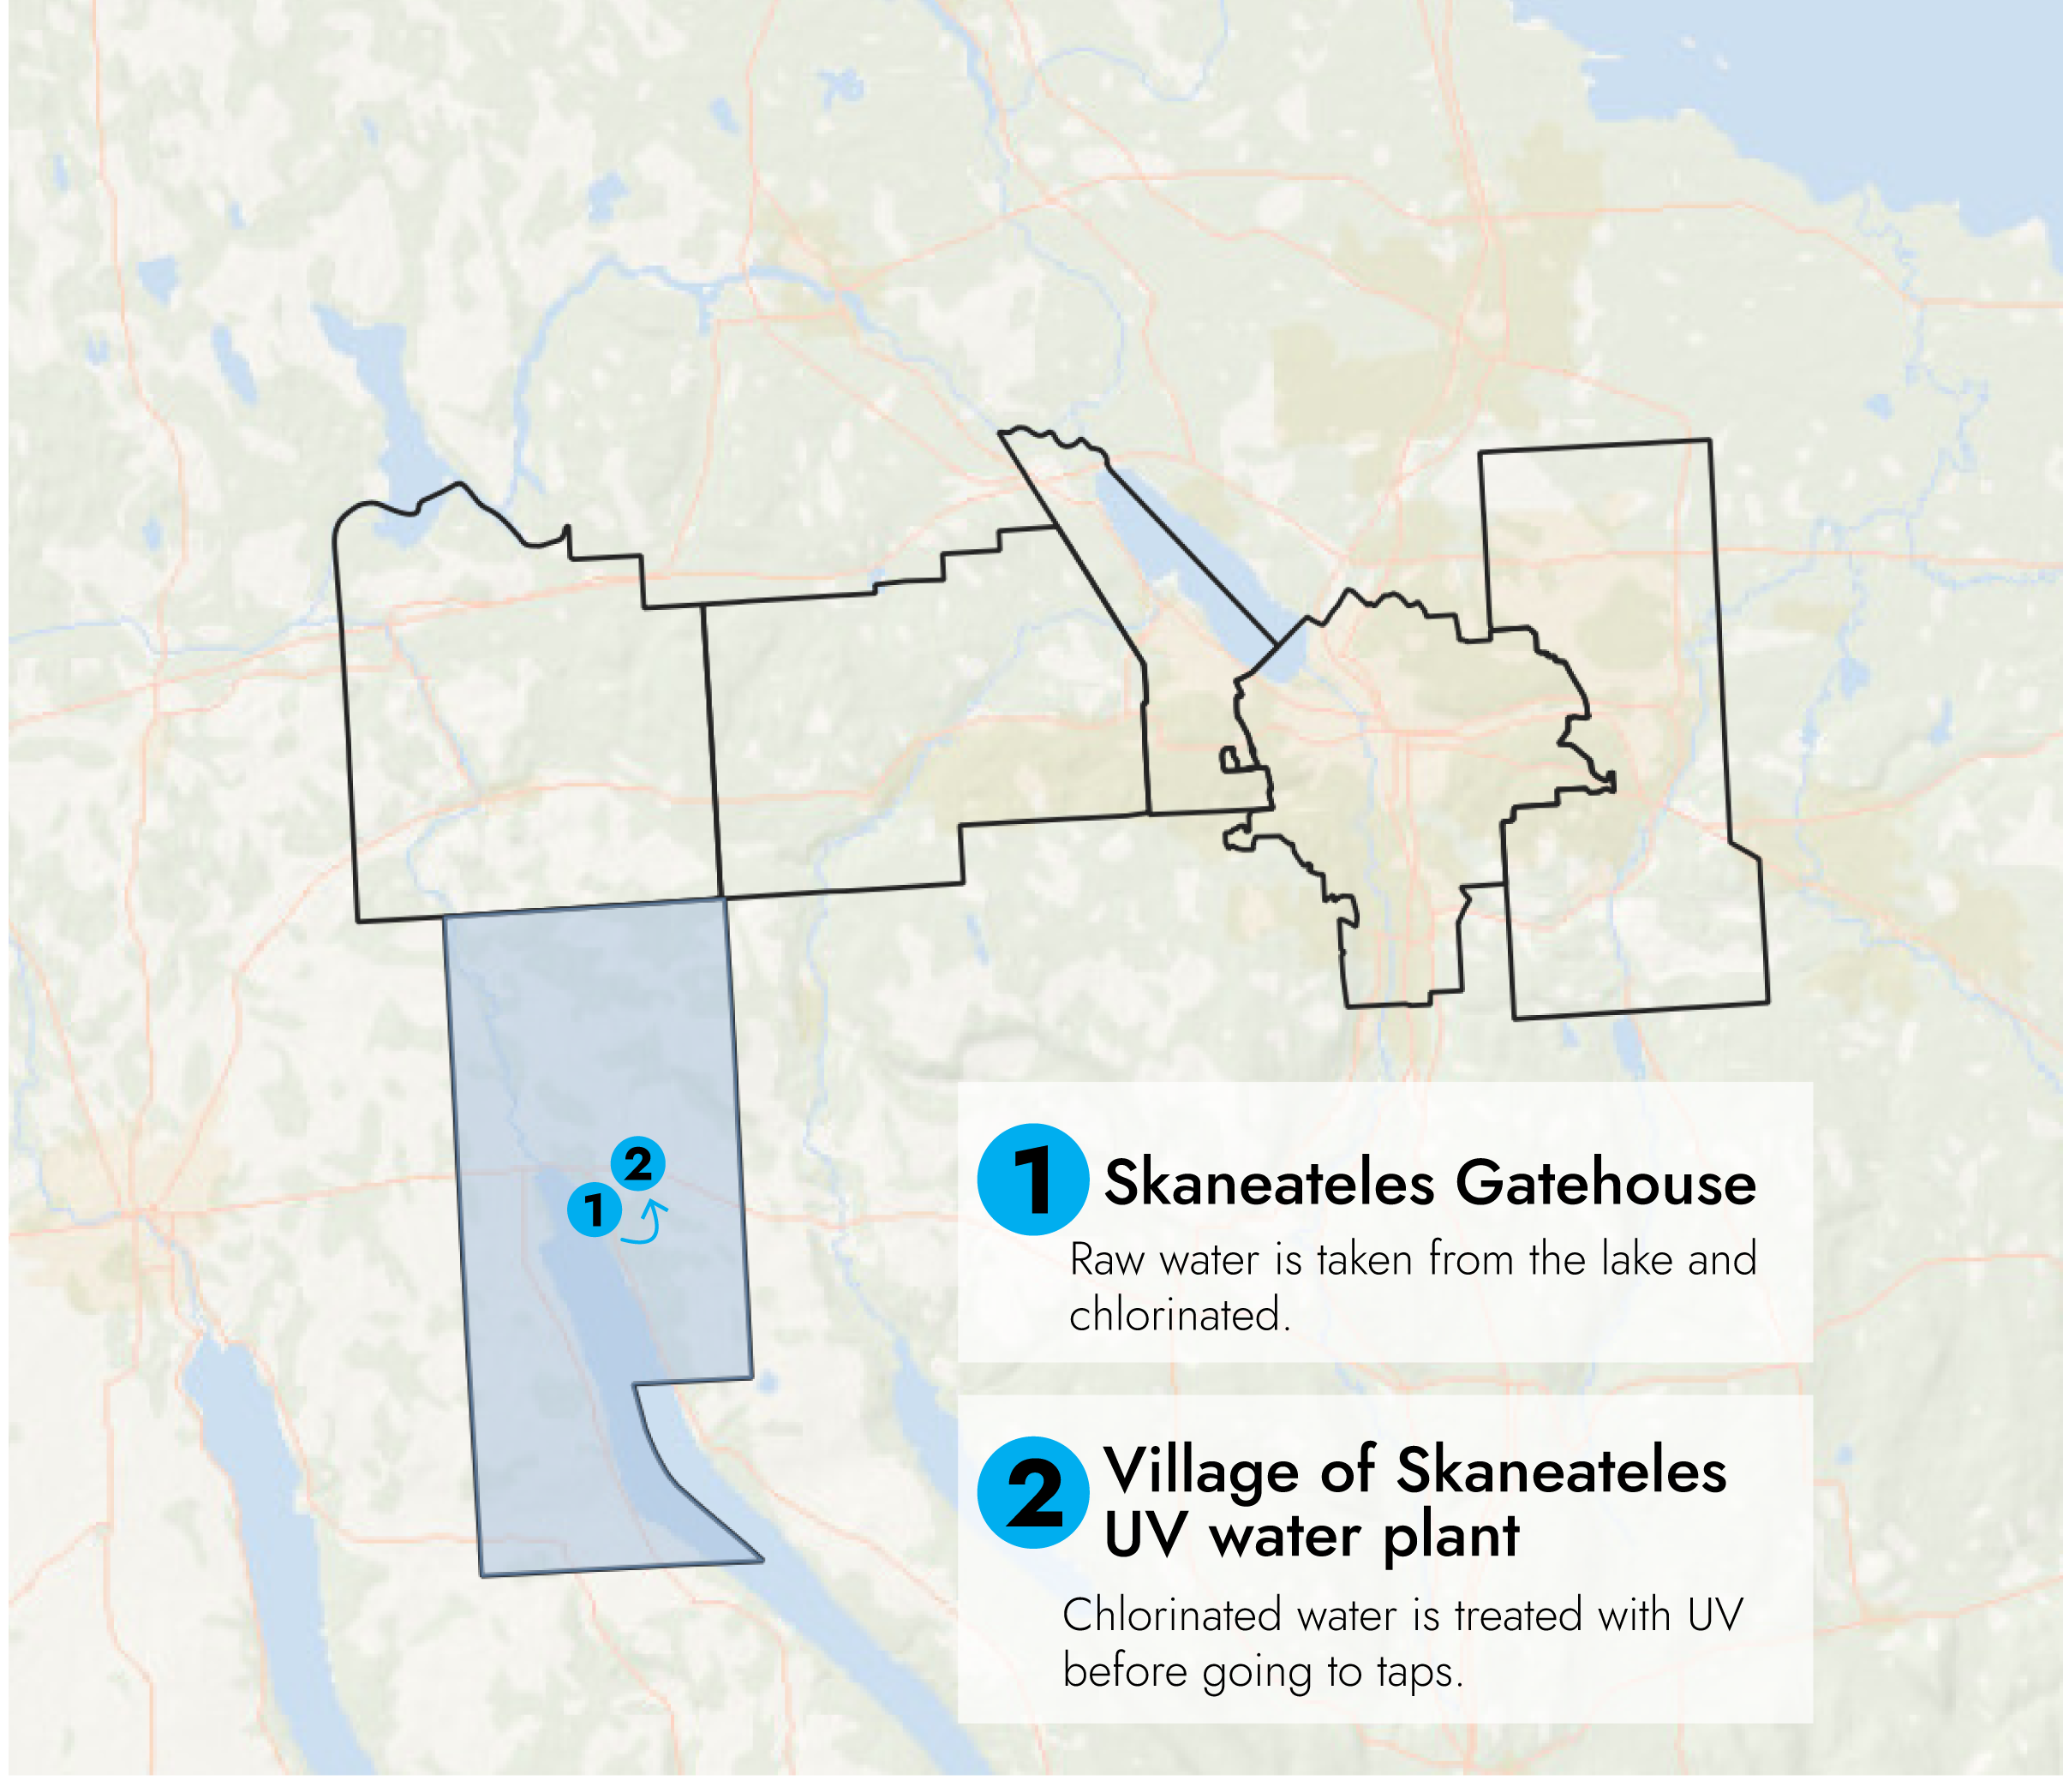 2
1
1 Skaneateles Gatehouse
Raw water is taken from the lake and
chlorinated.
2 Village of Skaneateles
UV water plant
Chlorinated water is treated with UV
before going to taps.